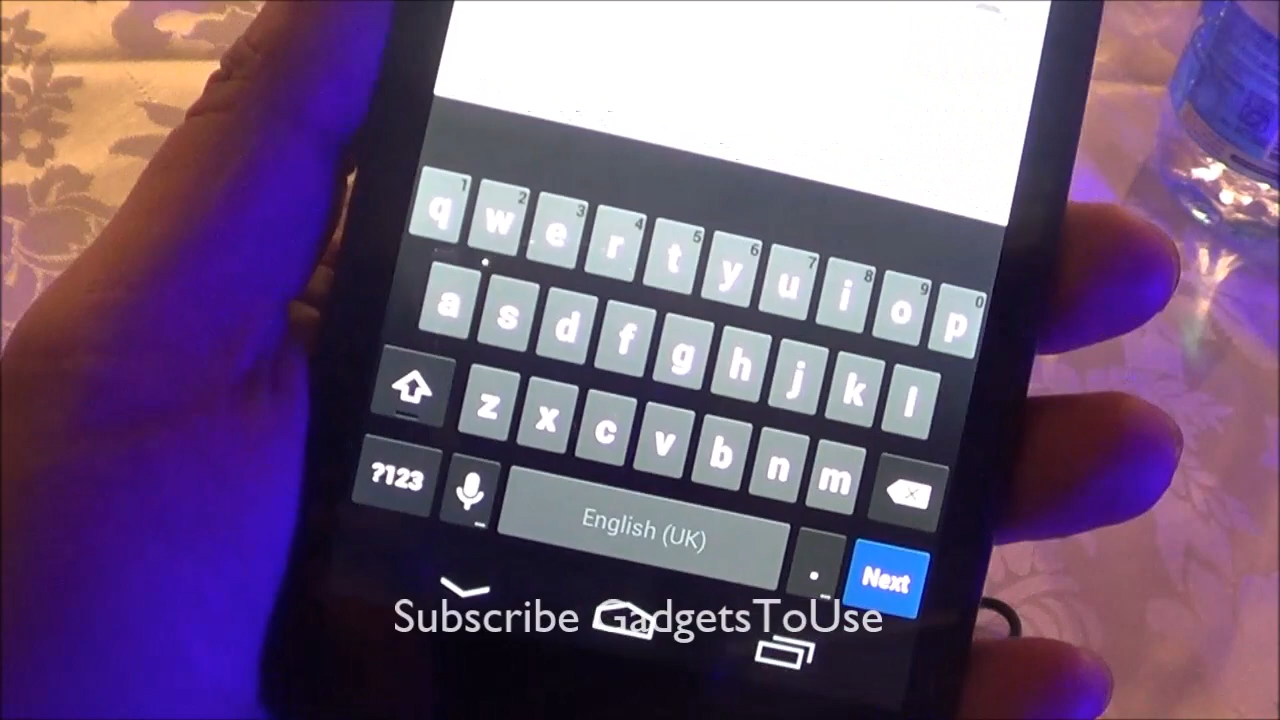 1 2 3 4 5 6 7 8 9 0
q w e r t y u i o p
a s d f g h j k l
z x c v b n m
?123 English (UK) . Next
Subscribe GadgetsToUse